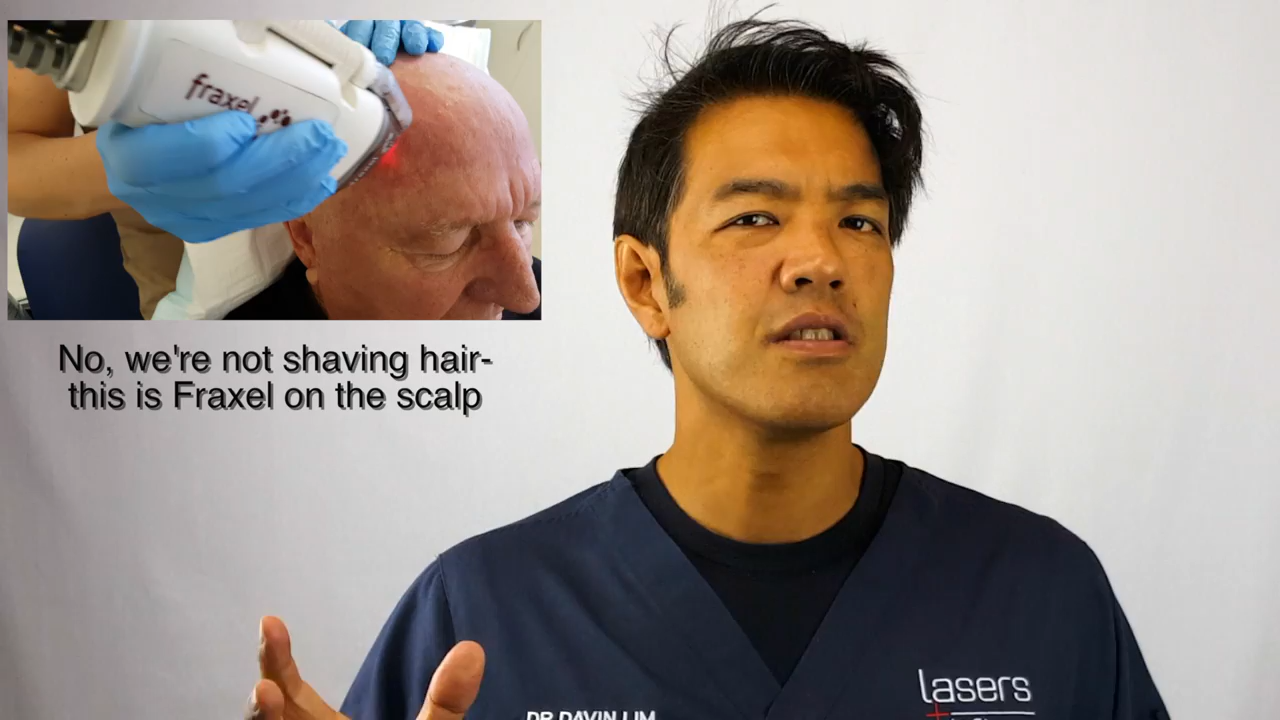 fraxel
No, we're not shaving hair-
this is Fraxel on the scalp
DR DAVIN LIM
lasers